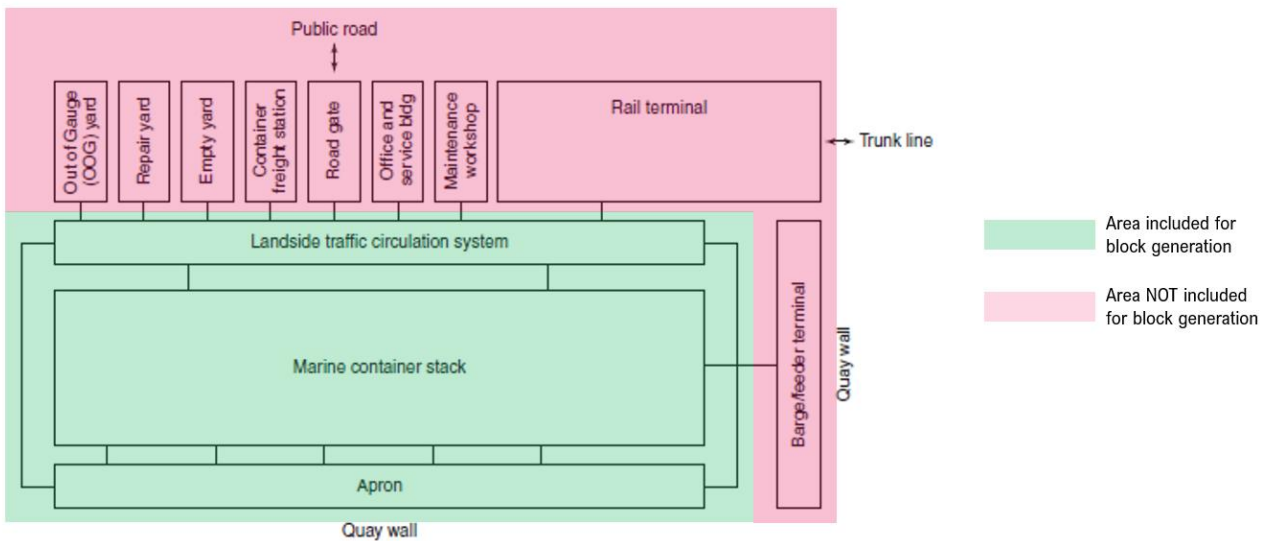 Public road
Out of Gauge
(OOG) yard
Repair yard
Empty yard
Container
freight station
Road gate
Office and
service bldg
Maintenance
workshop
Rail terminal
Trunk line
Landside traffic circulation system
Marine container stack
Apron
Quay wall
Barge/feeder terminal
Quay wall
Area included for
block generation
Area NOT included
for block generation